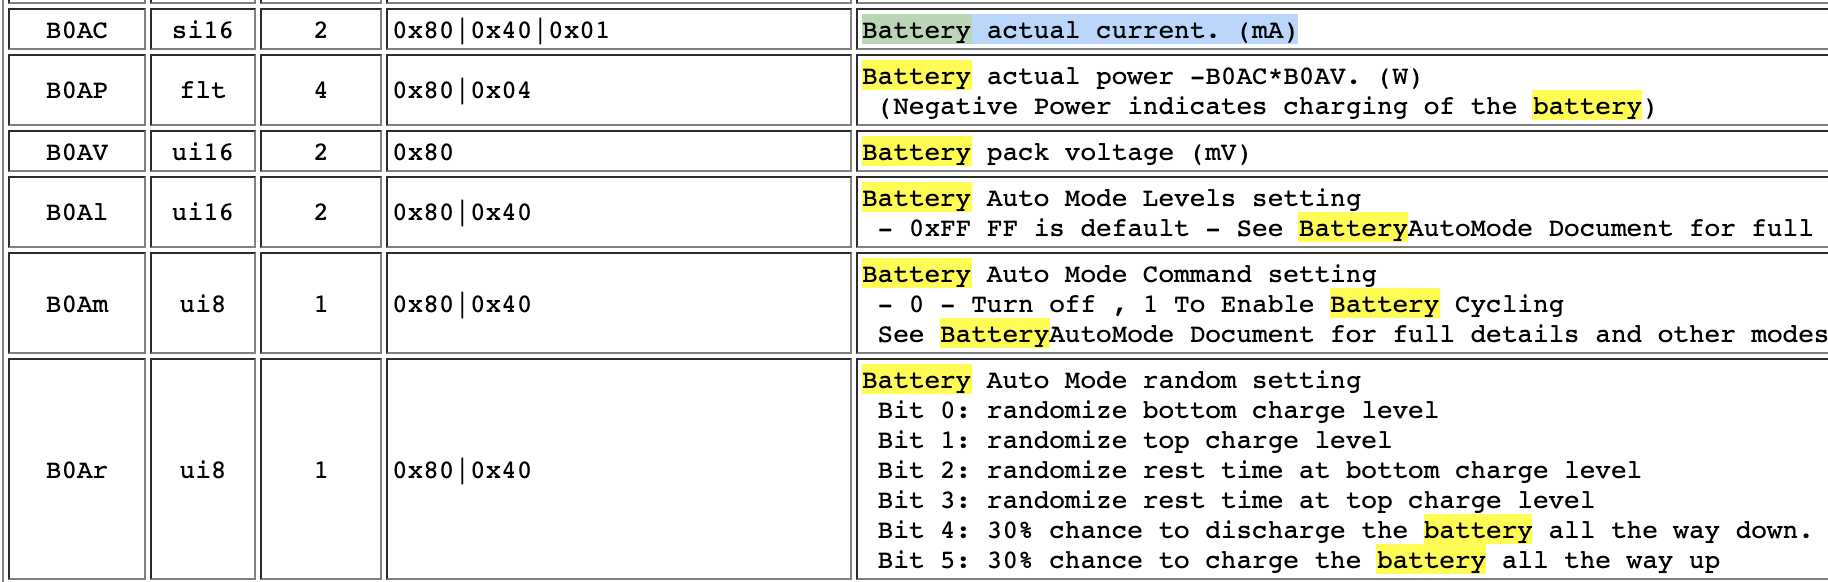 B0AC si16 2 0x80|0x40|0x01 Battery actual current. (mA)
B0AP flt 4 0x80|0x04 Battery actual power -B0AC*B0AV. (W)
(Negative Power indicates charging of the battery)
B0AV ui16 2 0x80 Battery pack voltage (mV)
B0Al ui16 2 0x80|0x40 Battery Auto Mode Levels setting
- 0xFF FF is default - See BatteryAutoMode Document for full
B0Am ui8 1 0x80|0x40 Battery Auto Mode Command setting
- 0 - Turn off , 1 To Enable Battery Cycling
See BatteryAutoMode Document for full details and other modes
B0Ar ui8 1 0x80|0x40 Battery Auto Mode random setting
Bit 0: randomize bottom charge level
Bit 1: randomize top charge level
Bit 2: randomize rest time at bottom charge level
Bit 3: randomize rest time at top charge level
Bit 4: 30% chance to discharge the battery all the way down.
Bit 5: 30% chance to charge the battery all the way up